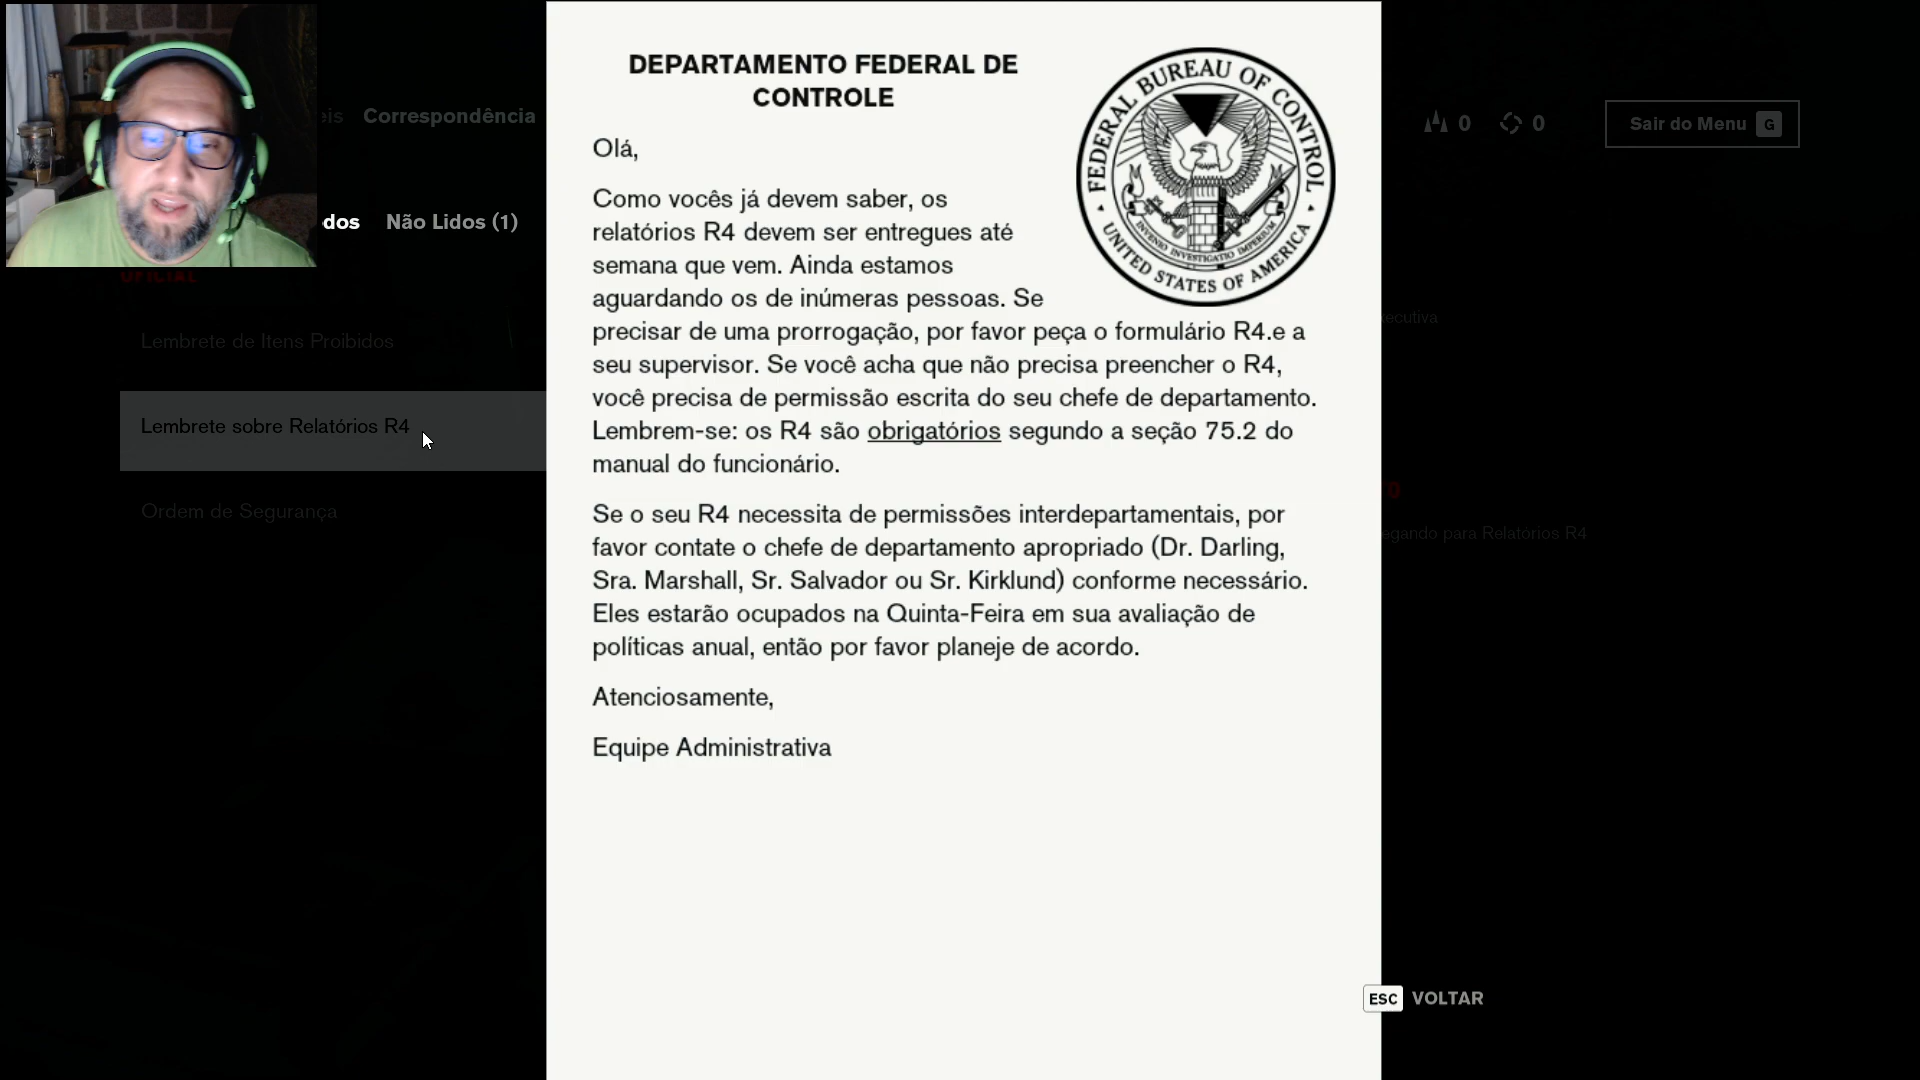 DEPARTAMENTO FEDERAL DE
CONTROLE
FEDERAL BUREAU OF CONTROL
INVENIO INVESTIGATIO IMPERIUM
UNITED STATES OF AMERICA
Olá,
Como vocês já devem saber, os
relatórios R4 devem ser entregues até
semana que vem. Ainda estamos
aguardando os de inúmeras pessoas. Se
precisar de uma prorrogação, por favor peça o formulário R4.e a
seu supervisor. Se você acha que não precisa preencher o R4,
você precisa de permissão escrita do seu chefe de departamento.
Lembrem-se: os R4 são obrigatórios segundo a seção 75.2 do
manual do funcionário.
Se o seu R4 necessita de permissões interdepartamentais, por
favor contate o chefe de departamento apropriado (Dr. Darling,
Sra. Marshall, Sr. Salvador ou Sr. Kirklund) conforme necessário.
Eles estarão ocupados na Quinta-Feira em sua avaliação de
políticas anual, então por favor planeje de acordo.
Atenciosamente,
Equipe Administrativa
Correspondência
Não Lidos (1)
OFICIAL
Lembrete de Itens Proibidos
Lembrete sobre Relatórios R4
Ordem de Segurança
0 0
Sair do Menu G
para Relatórios R4
ESC VOLTAR